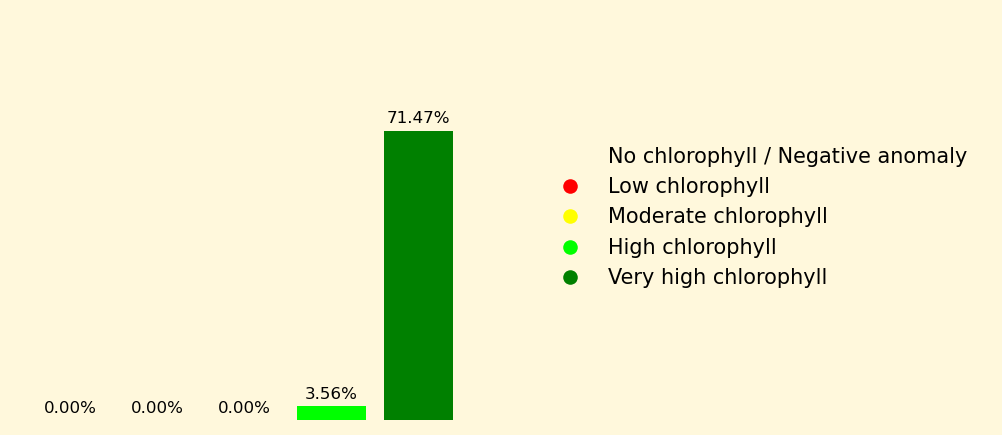 71.47%
3.56%
0.00%
0.00%
0.00%
No chlorophyll / Negative anomaly
Low chlorophyll
Moderate chlorophyll
High chlorophyll
Very high chlorophyll